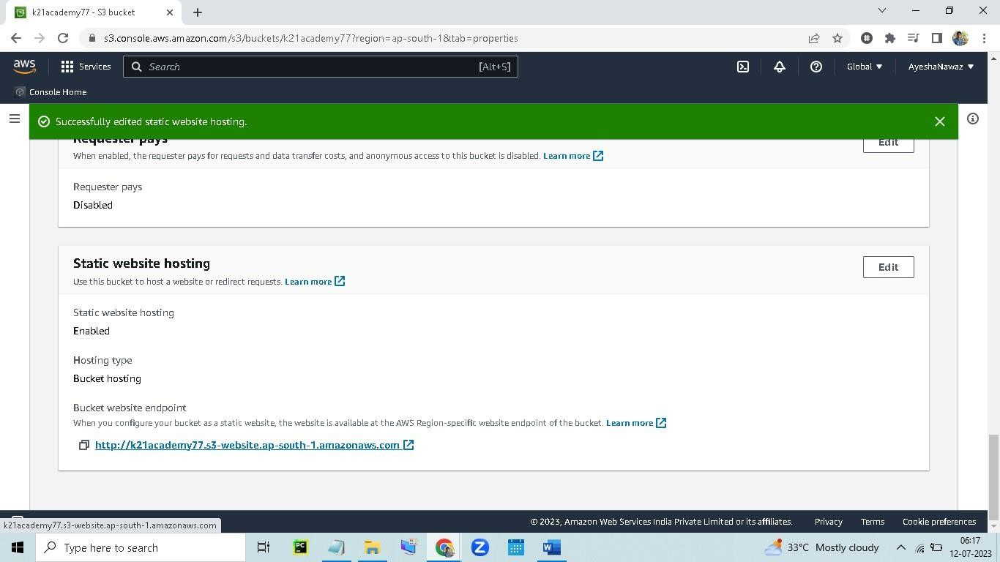 k21academy77 - S3 bucket
s3.console.aws.amazon.com/s3/buckets/k21academy77?region=ap-south-1&tab=properties
aws
Services
Search
[Alt+S]
Global
AyeshaNawaz
Console Home
Successfully edited static website hosting.
Requester pays
Edit
When enabled, the requester pays for requests and data transfer costs, and anonymous access to this bucket is disabled. Learn more
Requester pays
Disabled
Static website hosting
Edit
Use this bucket to host a website or redirect requests. Learn more
Static website hosting
Enabled
Hosting type
Bucket hosting
Bucket website endpoint
When you configure your bucket as a static website, the website is available at the AWS Region-specific website endpoint of the bucket. Learn more
http://k21academy77.s3-website.ap-south-1.amazonaws.com
k21academy77.s3-website.ap-south-1.amazonaws.com
© 2023, Amazon Web Services India Private Limited or its affiliates.
Privacy
Terms
Cookie preferences
Type here to search
PC
Z
W
33°C Mostly cloudy
06:17
12-07-2023